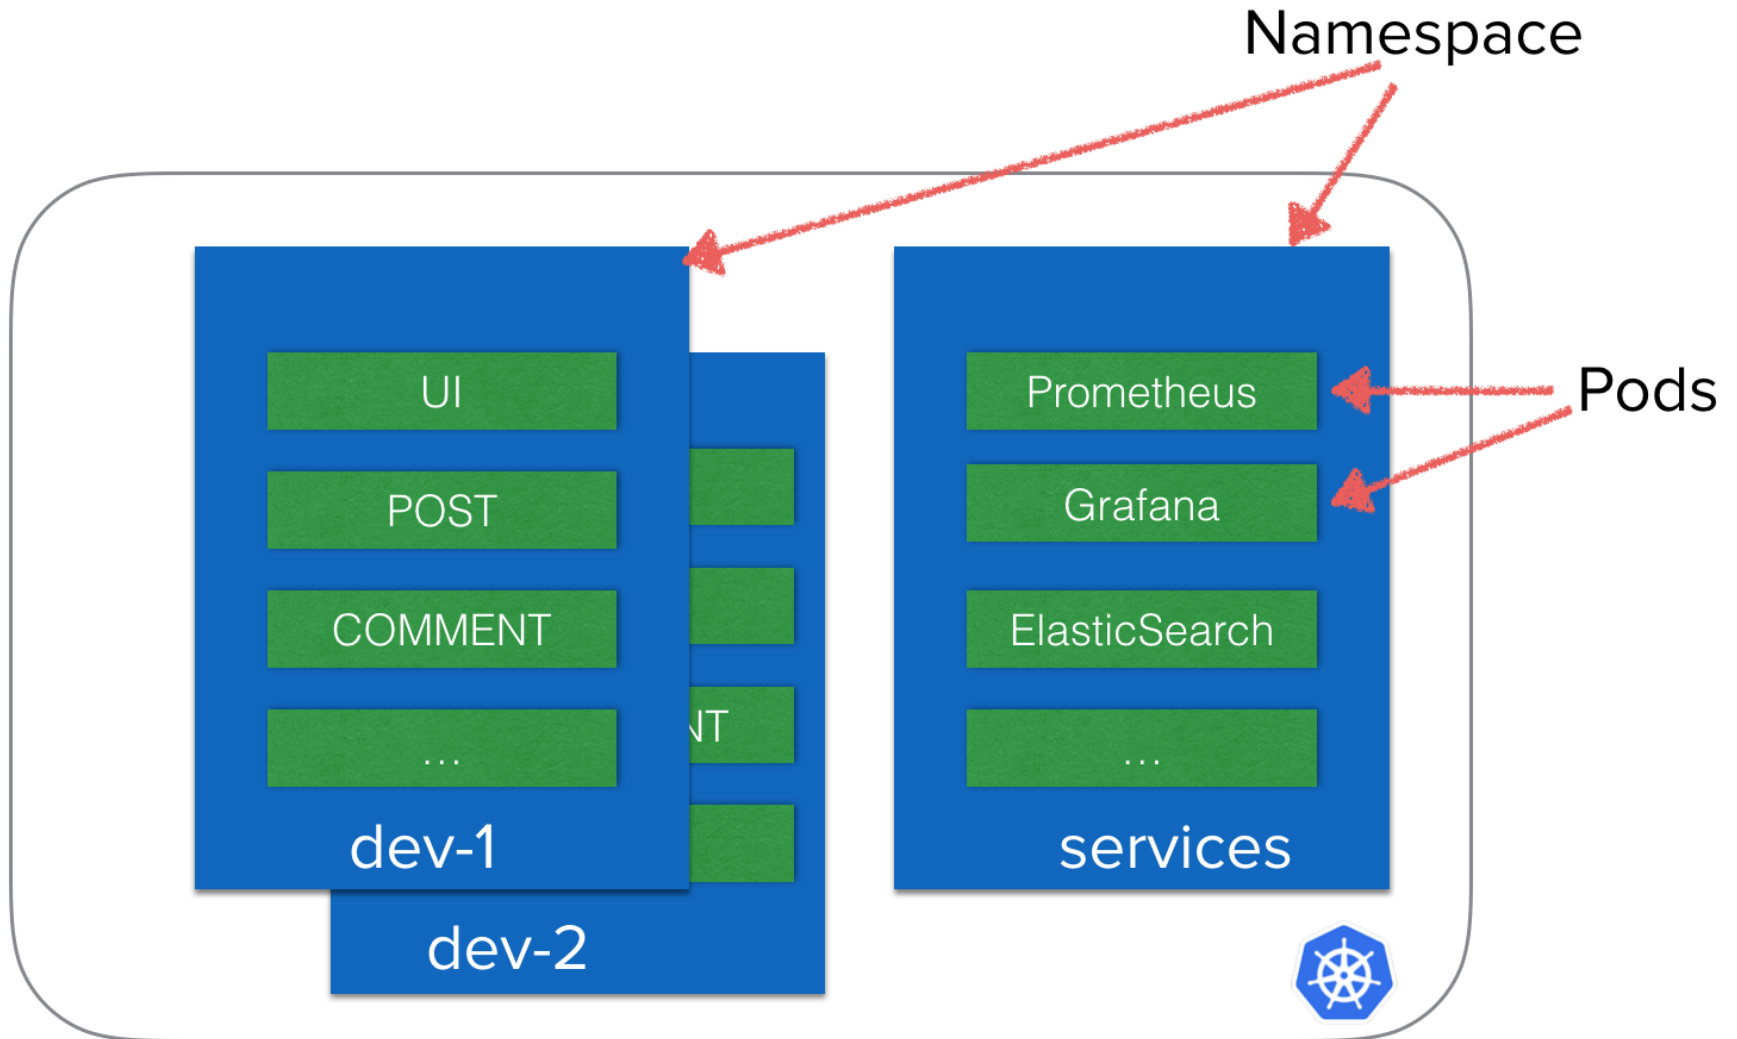 Namespace
UI
POST
COMMENT
...
dev-1
NT
dev-2
Prometheus
Grafana
ElasticSearch
...
services
Pods